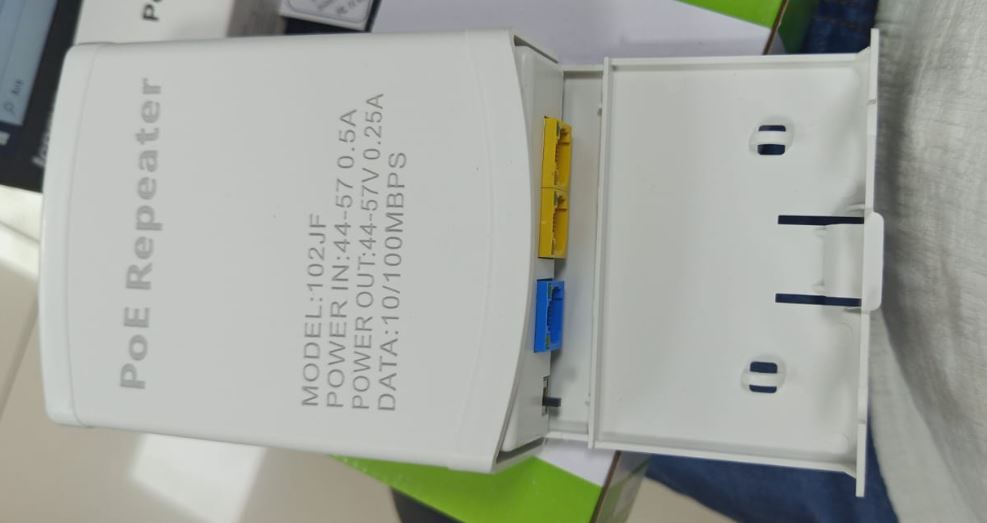 PoE Repeater
MODEL:102JF
POWER IN:44-57 0.5A
POWER OUT:44-57V 0.25A
DATA:10/100MBPS